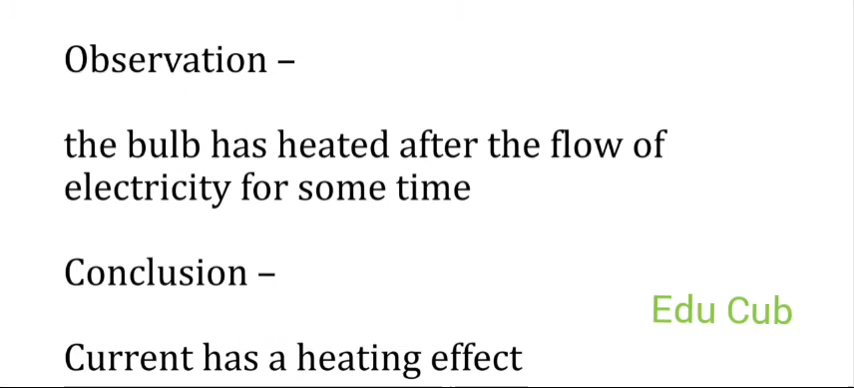 Observation –
the bulb has heated after the flow of
electricity for some time
Conclusion –
Edu Cub
Current has a heating effect